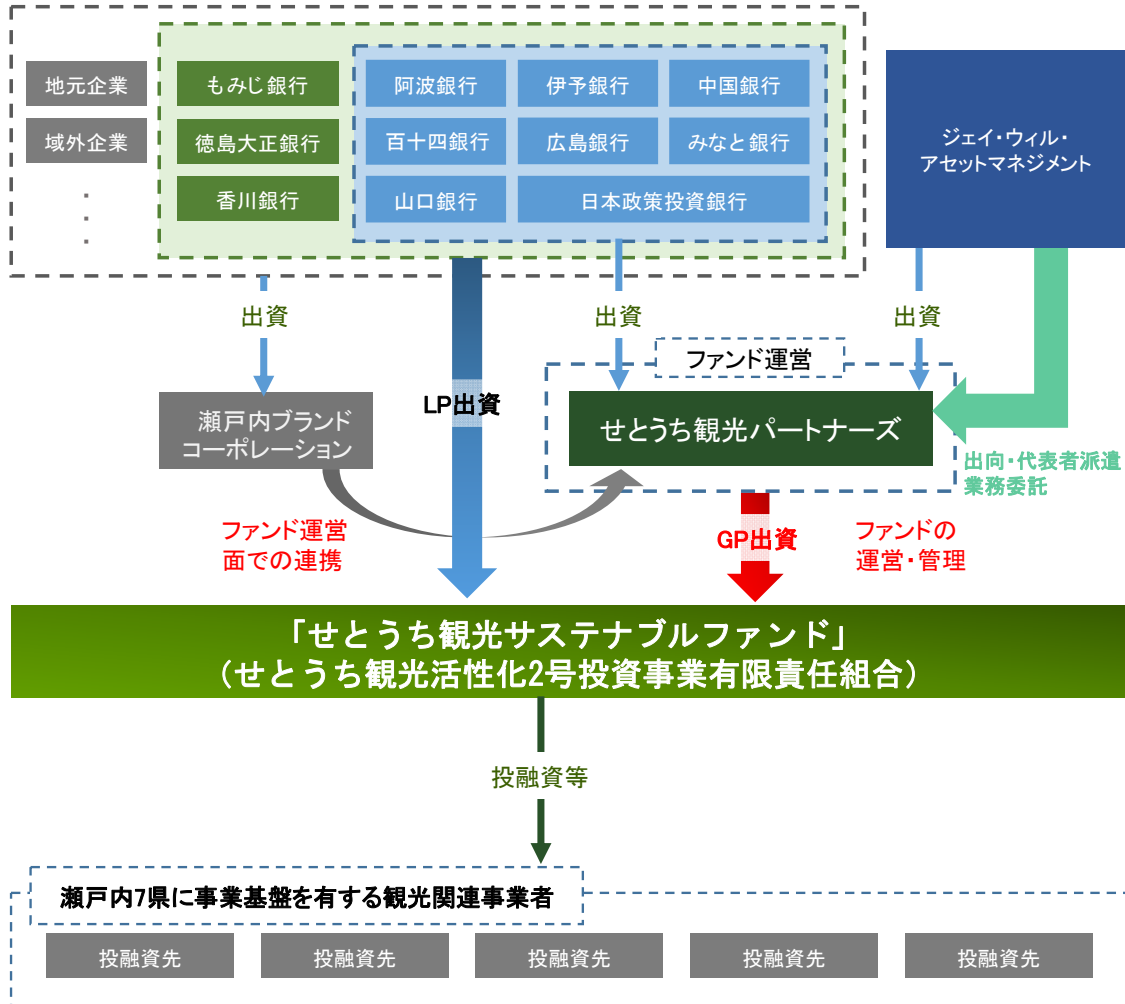 地元企業
もみじ銀行
阿波銀行
伊予銀行
中国銀行
域外企業
徳島大正銀行
百十四銀行
広島銀行
みなと銀行
ジェイ・ウィル・
アセットマネジメント
・
・
・
香川銀行
山口銀行
日本政策投資銀行
出資
出資
出資
ファンド運営
LP出資
瀬戸内ブランド
コーポレーション
せとうち観光パートナーズ
出向・代表者派遣
業務委託
ファンド運営
面での連携
GP出資
ファンドの
運営・管理
「せとうち観光サステナブルファンド」
（せとうち観光活性化2号投資事業有限責任組合）
投融資等
瀬戸内7県に事業基盤を有する観光関連事業者
投融資先
投融資先
投融資先
投融資先
投融資先